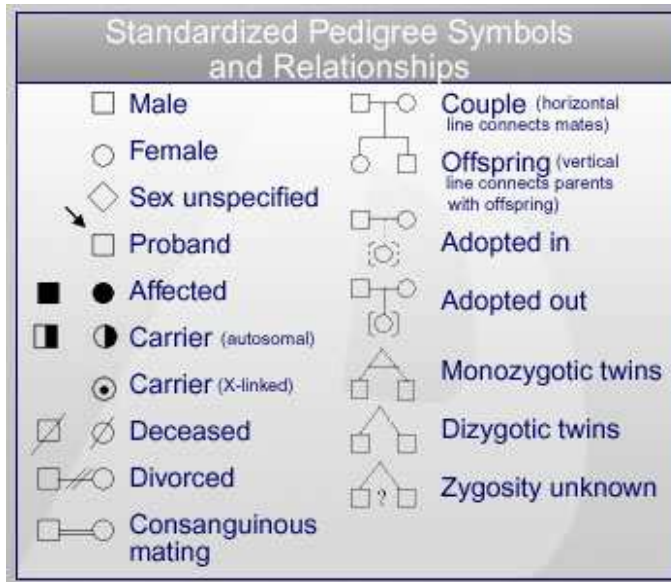 Standardized Pedigree Symbols
and Relationships
Male
Female
Sex unspecified
Proband
Affected
Carrier (autosomal)
Carrier (X-linked)
Deceased
Divorced
Consanguinous
mating
Couple (horizontal
line connects mates)
Offspring (vertical
line connects parents
with offspring)
Adopted in
Adopted out
Monozygotic twins
Dizygotic twins
?
Zygosity unknown